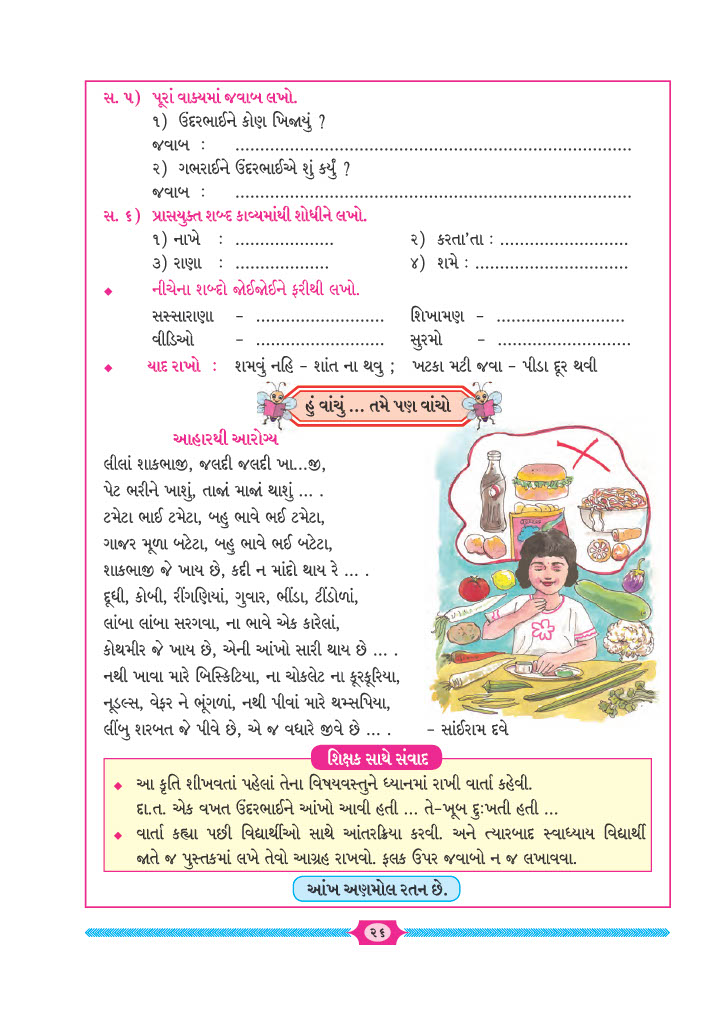 સ. ૫) પૂરાં વાક્યમાં જવાબ લખો.
૧) ઉંદરભાઈને કોણ ખિજાયું ?
જવાબ : ................................................................................
૨) ગભરાઈને ઉંદરભાઈએ શું કર્યું ?
જવાબ : ................................................................................
સ. ૬) પ્રાસયુક્ત શબ્દ કાવ્યમાંથી શોધીને લખો.
૧) નાખે : .................... ૨) કરતા’તા : ..........................
૩) રાણા : ................... ૪) શમે : ...............................
◆ નીચેના શબ્દો જોઈજોઈને ફરીથી લખો.
સસ્સારાણા – .......................... શિખામણ – ..........................
વીડિઓ – .......................... સુરમો – ...........................
◆ યાદ રાખો : શમવું નહિ – શાંત ના થવુ ; ખટકા મટી જવા – પીડા દૂર થવી
હું વાંચું ... તમે પણ વાંચો
આહારથી આરોગ્ય
લીલાં શાકભાજી, જલદી જલદી ખા...જી,
પેટ ભરીને ખાશું, તાજાં માજાં થાશું ... .
ટમેટા ભાઈ ટમેટા, બહુ ભાવે ભઈ ટમેટા,
ગાજર મૂળા બટેટા, બહુ ભાવે ભઈ બટેટા,
શાકભાજી જે ખાય છે, કદી ન માંદો થાય રે ... .
દૂધી, કોબી, રીંગણિયાં, ગુવાર, ભીંડા, ટીંડોળાં,
લાંબા લાંબા સરગવા, ના ભાવે એક કારેલાં,
કોથમીર જે ખાય છે, એની આંખો સારી થાય છે ... .
નથી ખાવા મારે બિસ્કિટિયા, ના ચોકલેટ ના કૂરકૂરિયા,
નૂડલ્સ, વેફર ને ભૂંગળાં, નથી પીવાં મારે થમ્સપિયા,
લીંબુ શરબત જે પીવે છે, એ જ વધારે જીવે છે ... . – સાંઈરામ દવે
શિક્ષક સાથે સંવાદ
◆ આ કૃતિ શીખવતાં પહેલાં તેના વિષયવસ્તુને ધ્યાનમાં રાખી વાર્તા કહેવી.
દા.ત. એક વખત ઉંદરભાઈને આંખો આવી હતી ... તે-ખૂબ દુઃખતી હતી ...
◆ વાર્તા કહ્યા પછી વિદ્યાર્થીઓ સાથે આંતરક્રિયા કરવી. અને ત્યારબાદ સ્વાધ્યાય વિદ્યાર્થી
જાતે જ પુસ્તકમાં લખે તેવો આગ્રહ રાખવો. ફલક ઉપર જવાબો ન જ લખાવવા.
આંખ અણમોલ રતન છે.
૨૬